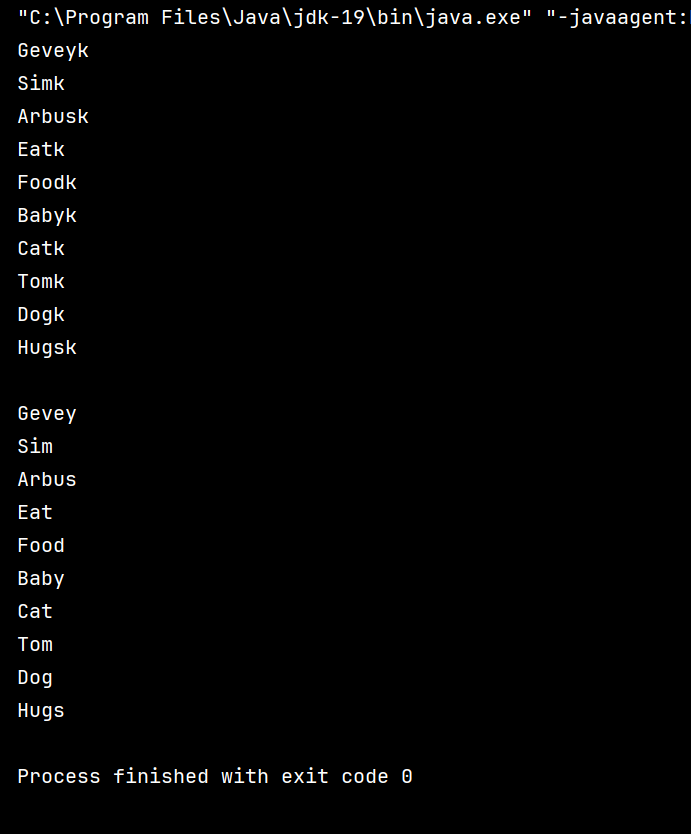 "C:\Program Files\Java\jdk-19\bin\java.exe" "-javaagent:
Geveyk
Simk
Arbusk
Eatk
Foodk
Babyk
Catk
Tomk
Dogk
Hugsk
Gevey
Sim
Arbus
Eat
Food
Baby
Cat
Tom
Dog
Hugs
Process finished with exit code 0